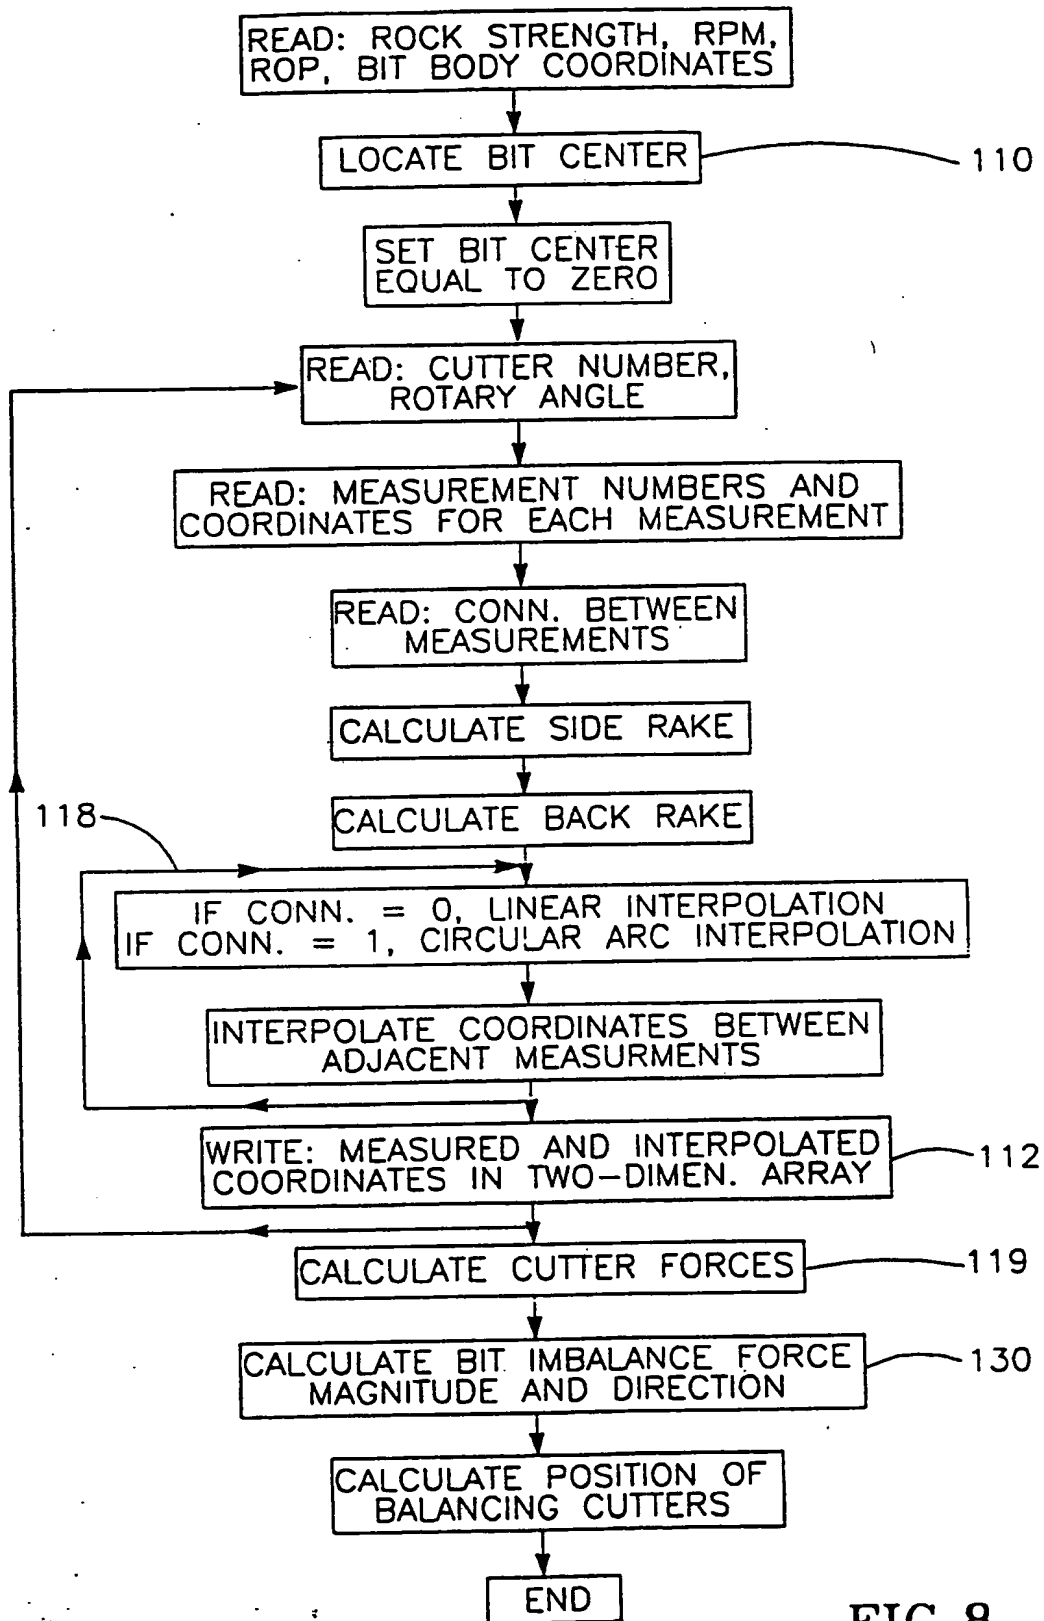 READ: ROCK STRENGTH, RPM,
ROP, BIT BODY COORDINATES
LOCATE BIT CENTER
110
SET BIT CENTER
EQUAL TO ZERO
READ: CUTTER NUMBER,
ROTARY ANGLE
READ: MEASUREMENT NUMBERS AND
COORDINATES FOR EACH MEASUREMENT
READ: CONN. BETWEEN
MEASUREMENTS
CALCULATE SIDE RAKE
CALCULATE BACK RAKE
118
IF CONN. = 0, LINEAR INTERPOLATION
IF CONN. = 1, CIRCULAR ARC INTERPOLATION
INTERPOLATE COORDINATES BETWEEN
ADJACENT MEASURMENTS
WRITE: MEASURED AND INTERPOLATED
COORDINATES IN TWO-DIMEN. ARRAY
112
CALCULATE CUTTER FORCES
119
CALCULATE BIT IMBALANCE FORCE
MAGNITUDE AND DIRECTION
130
CALCULATE POSITION OF
BALANCING CUTTERS
END
FIG. 8